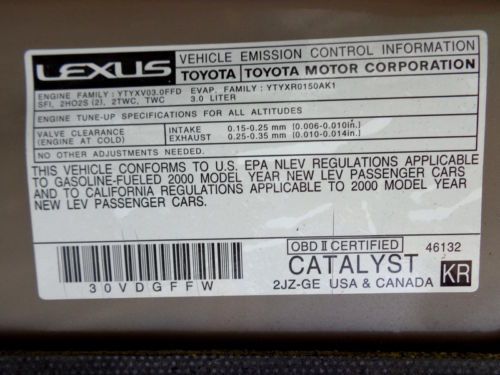 LEXUS
VEHICLE EMISSION CONTROL INFORMATION
TOYOTA TOYOTA MOTOR CORPORATION
ENGINE FAMILY : YTYXV03.0FFD EVAP. FAMILY : YTYXR0150AK1
SFI, 2HO2S (2), 2TWC, TWC 3.0 LITER
ENGINE TUNE-UP SPECIFICATIONS FOR ALL ALTITUDES
VALVE CLEARANCE INTAKE 0.15-0.25 mm (0.006-0.010in.)
(ENGINE AT COLD) EXHAUST 0.25-0.35 mm (0.010-0.014in.)
NO OTHER ADJUSTMENTS NEEDED.
THIS VEHICLE CONFORMS TO U.S. EPA NLEV REGULATIONS APPLICABLE
TO GASOLINE-FUELED 2000 MODEL YEAR NEW LEV PASSENGER CARS
AND TO CALIFORNIA REGULATIONS APPLICABLE TO 2000 MODEL YEAR
NEW LEV PASSENGER CARS.
OBD II CERTIFIED 46132
CATALYST KR
30VDGFFW 2JZ-GE USA & CANADA